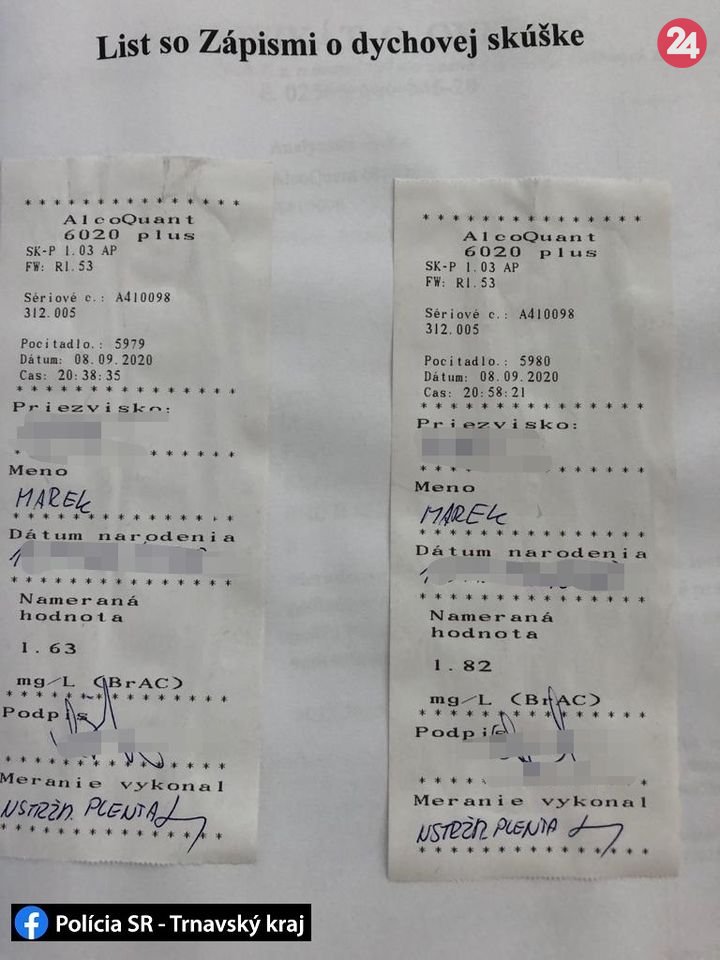 List so Zápismi o dychovej skúške
24
* * * * * * * * * * * * * *
AlcoQuant
6020 plus
SK-P 1.03 AP
FW: R1.53
Sériové c.: A410098
312.005
Pocítadlo.: 5979
Dátum: 08.09.2020
Cas: 20:38:35
* * * * * * * * * * * * * *
Priezvisko:
* * * * * *
Meno
MAREK
* * * * * * * * * * * * * *
Dátum narodenia
* * * * * * * * * * * * * *
Nameraná
hodnota
1.63
mg/L (BrAC)
* * * * * * * * * * * * * *
Podpis
* * * * * * * * * * * * * *
Meranie vykonal
NSTRŽM. PLENTA
* * * * * * * * * * * * * *
* * * * * * * * * * * * * *
AlcoQuant
6020 plus
SK-P 1.03 AP
FW: R1.53
Sériové c.: A410098
312.005
Pocítadlo.: 5980
Dátum: 08.09.2020
Cas: 20:58:21
* * * * * * * * * * * * * *
Priezvisko:
* * * * * * * * * * * * * *
Meno
MAREK
* * * * * * * * * * * * * *
Dátum narodenia
* * * * * * * * * * * * * *
Nameraná
hodnota
1.82
mg/L (BrAC)
* * * * * * * * * * * * * *
Podpis
* * * * *
Meranie vykonal
NSTRŽM. PLENTA
* * * * * * * * * * * * * *
Polícia SR - Trnavský kraj